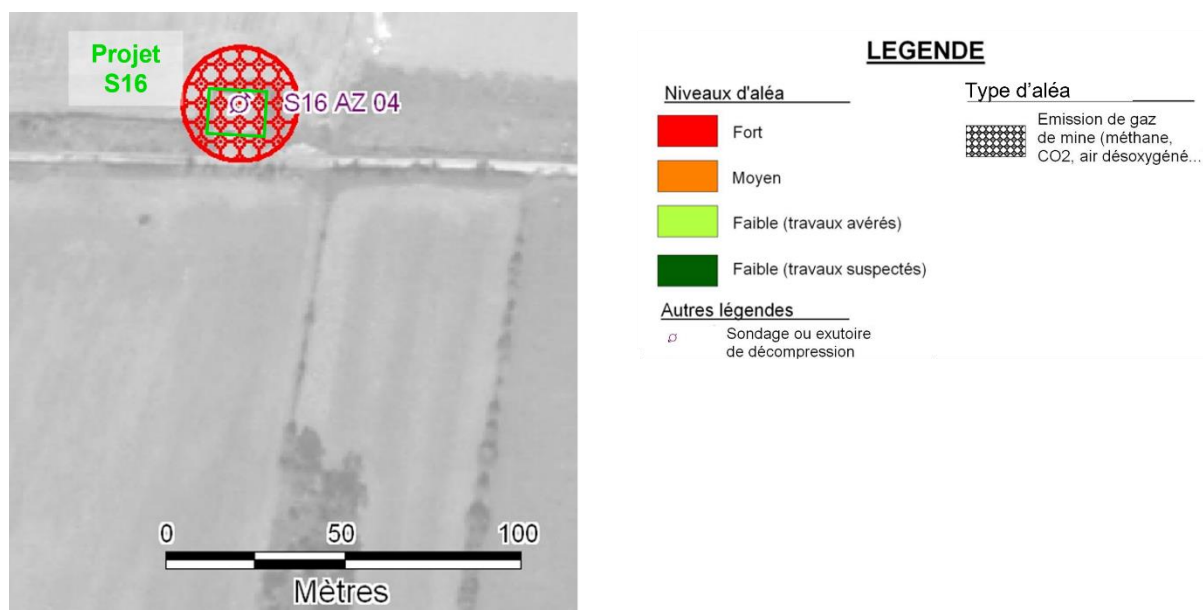 Projet
S16
S16 AZ 04
0 50 100
Mètres
LEGENDE
Niveaux d'aléa
Fort
Moyen
Faible (travaux avérés)
Faible (travaux suspectés)
Autres légendes
Sondage ou exutoire
de décompression
Type d’aléa
Emission de gaz
de mine (méthane,
CO2, air désoxygéné...